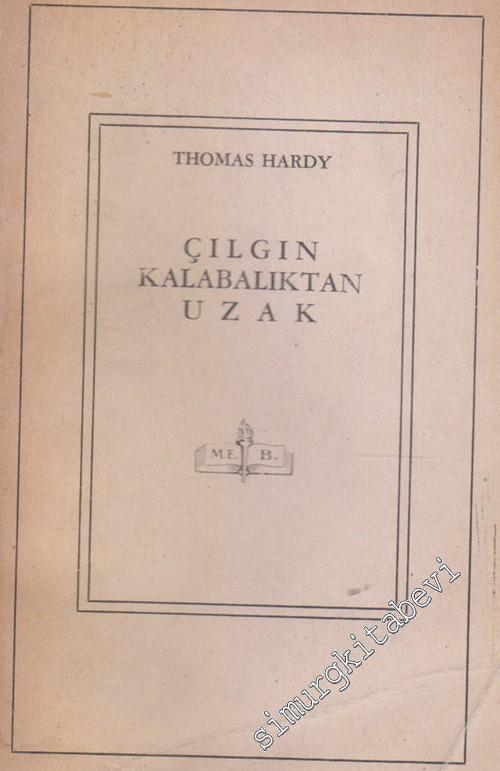 THOMAS HARDY
ÇILGIN
KALABALIKTAN
UZAK
M.E. B.
simurgkitabevi